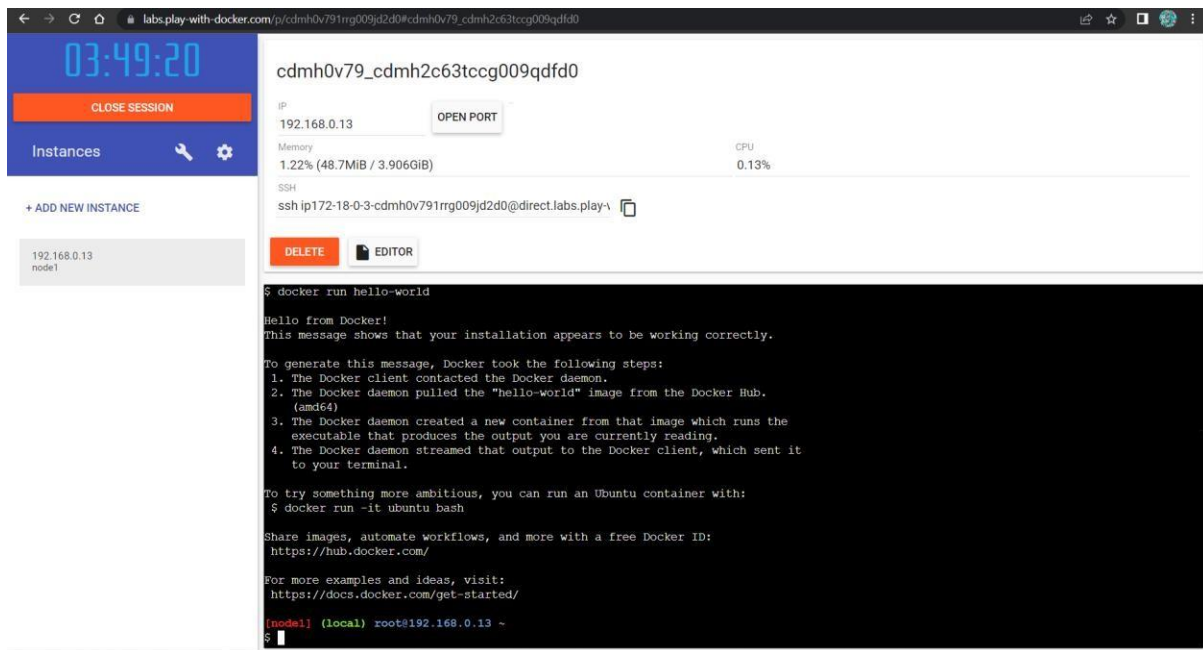 labs.play-with-docker.com/p/cdmh0v791rrg009jd2d0#cdmh0v79_cdmh2c63tccg009qdfd0
03:49:20
CLOSE SESSION
Instances
+ ADD NEW INSTANCE
192.168.0.13
node1
cdmh0v79_cdmh2c63tccg009qdfd0
IP
192.168.0.13
OPEN PORT
Memory
1.22% (48.7MiB / 3.906GiB)
CPU
0.13%
SSH
ssh ip172-18-0-3-cdmh0v791rrg009jd2d0@direct.labs.play-
DELETE
EDITOR
$ docker run hello-world
Hello from Docker!
This message shows that your installation appears to be working correctly.
To generate this message, Docker took the following steps:
1. The Docker client contacted the Docker daemon.
2. The Docker daemon pulled the "hello-world" image from the Docker Hub.
(amd64)
3. The Docker daemon created a new container from that image which runs the
executable that produces the output you are currently reading.
4. The Docker daemon streamed that output to the Docker client, which sent it
to your terminal.
To try something more ambitious, you can run an Ubuntu container with:
$ docker run -it ubuntu bash
Share images, automate workflows, and more with a free Docker ID:
https://hub.docker.com/
For more examples and ideas, visit:
https://docs.docker.com/get-started/
[node1] (local) root@192.168.0.13 ~
$